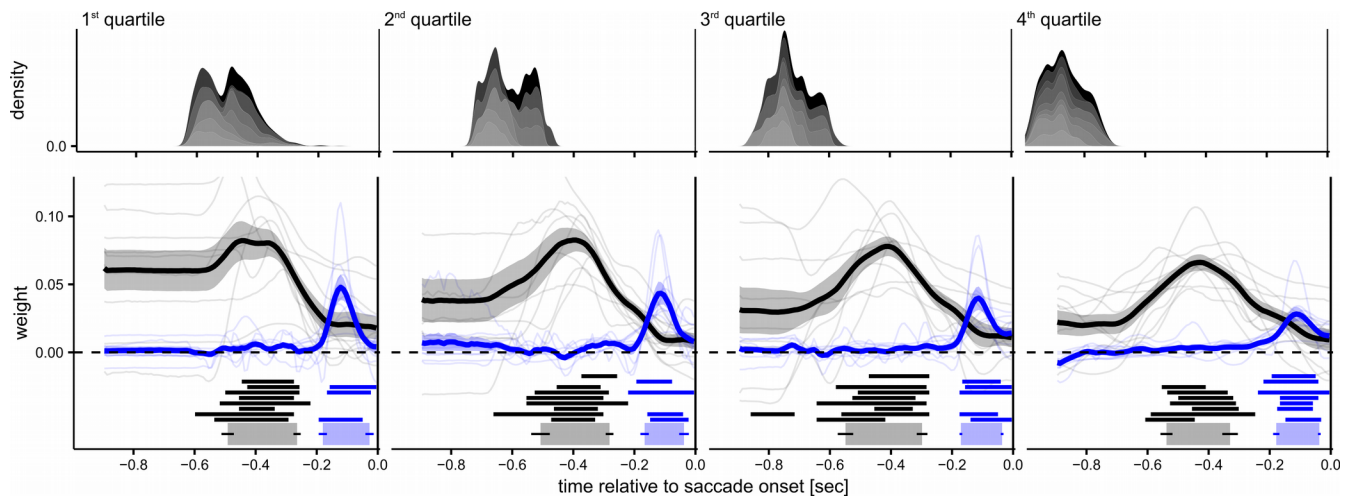 1st quartile 2nd quartile 3rd quartile 4th quartile
density
0.0
weight
0.10
0.05
0.00
−0.8 −0.6 −0.4 −0.2 0.0 −0.8 −0.6 −0.4 −0.2 0.0 −0.8 −0.6 −0.4 −0.2 0.0 −0.8 −0.6 −0.4 −0.2 0.0
time relative to saccade onset [sec]